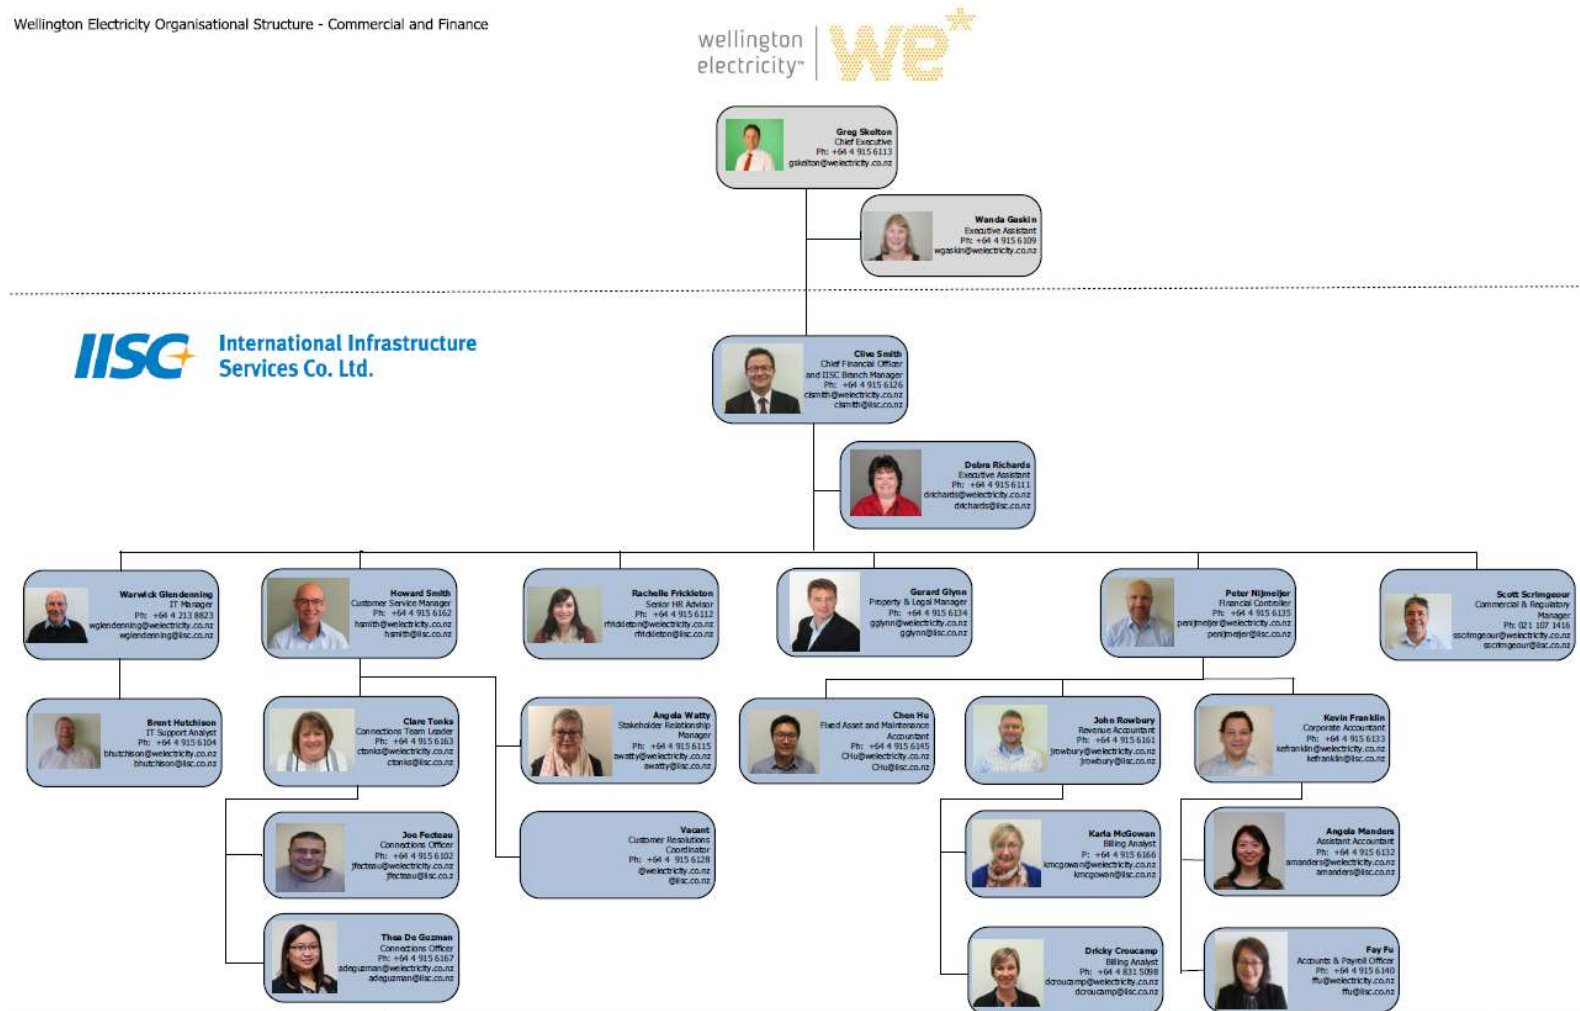 Wellington Electricity Organisational Structure - Commercial and Finance
wellington
electricity™
we*
Greg Skelton
Chief Executive
Ph: +64 4 915 6113
gskelton@welectricity.co.nz
Wanda Gaskin
Executive Assistant
Ph: +64 4 915 6109
wgaskin@welectricity.co.nz
IISC
International Infrastructure
Services Co. Ltd.
Clive Smith
Chief Financial Officer
and IISC Branch Manager
Ph: +64 4 915 6126
clsmith@welectricity.co.nz
clsmith@iisc.co.nz
Debra Richards
Executive Assistant
Ph: +64 4 915 6111
drichards@welectricity.co.nz
drichards@iisc.co.nz
Warwick Glendenning
IT Manager
Ph: +64 4 213 8823
wglendenning@welectricity.co.nz
wglendenning@iisc.co.nz
Howard Smith
Customer Service Manager
Ph: +64 4 915 6162
hsmith@welectricity.co.nz
hsmith@iisc.co.nz
Rachelle Frickleton
Senior HR Advisor
Ph: +64 4 915 6112
rfrickleton@welectricity.co.nz
rfrickleton@iisc.co.nz
Gerard Glynn
Property & Legal Manager
Ph: +64 4 915 6134
gglynn@welectricity.co.nz
gglynn@iisc.co.nz
Peter Nijmeijer
Financial Controller
Ph: +64 4 915 6135
penijmeijer@welectricity.co.nz
penijmeijer@iisc.co.nz
Scott Scrimgeour
Commercial & Regulatory
Manager
Ph: 021 107 1416
sscrimgeour@welectricity.co.nz
sscrimgeour@iisc.co.nz
Brent Hutchison
IT Support Analyst
Ph: +64 4 915 6104
bhutchison@welectricity.co.nz
bhutchison@iisc.co.nz
Clare Tonks
Connections Team Leader
Ph: +64 4 915 6163
ctonks@welectricity.co.nz
ctonks@iisc.co.nz
Angela Watty
Stakeholder Relationship
Manager
Ph: +64 4 915 6115
awatty@welectricity.co.nz
awatty@iisc.co.nz
Chen Hu
Fixed Asset and Maintenance
Accountant
Ph: +64 4 915 6145
CHu@welectricity.co.nz
CHu@iisc.co.nz
John Rowbury
Revenue Accountant
Ph: +64 4 915 6161
jrowbury@welectricity.co.nz
jrowbury@iisc.co.nz
Kevin Franklin
Corporate Accountant
Ph: +64 4 915 6133
kefranklin@welectricity.co.nz
kefranklin@iisc.co.nz
Joe Fecteau
Connections Officer
Ph: +64 4 915 6102
jfecteau@welectricity.co.nz
jfecteau@iisc.co.z
Vacant
Customer Resolutions
Coordinator
Ph: +64 4 915 6128
@welectricity.co.nz
@iisc.co.nz
Karla McGowan
Billing Analyst
P: +64 4 915 6166
kmcgowan@welectricity.co.nz
kmcgowan@iisc.co.nz
Angela Manders
Assistant Accountant
Ph: +64 4 915 6132
amanders@welectricity.co.nz
amanders@iisc.co.nz
Thea De Guzman
Connections Officer
Ph: +64 4 915 6167
adeguzman@welectricity.co.nz
adeguzman@iisc.co.nz
Dricky Croucamp
Billing Analyst
Ph: +64 4 831 5098
dcroucamp@welectricity.co.nz
dcroucamp@iisc.co.nz
Fay Fu
Accounts & Payroll Officer
Ph: +64 4 915 6140
ffu@welectricity.co.nz
ffu@iisc.co.nz